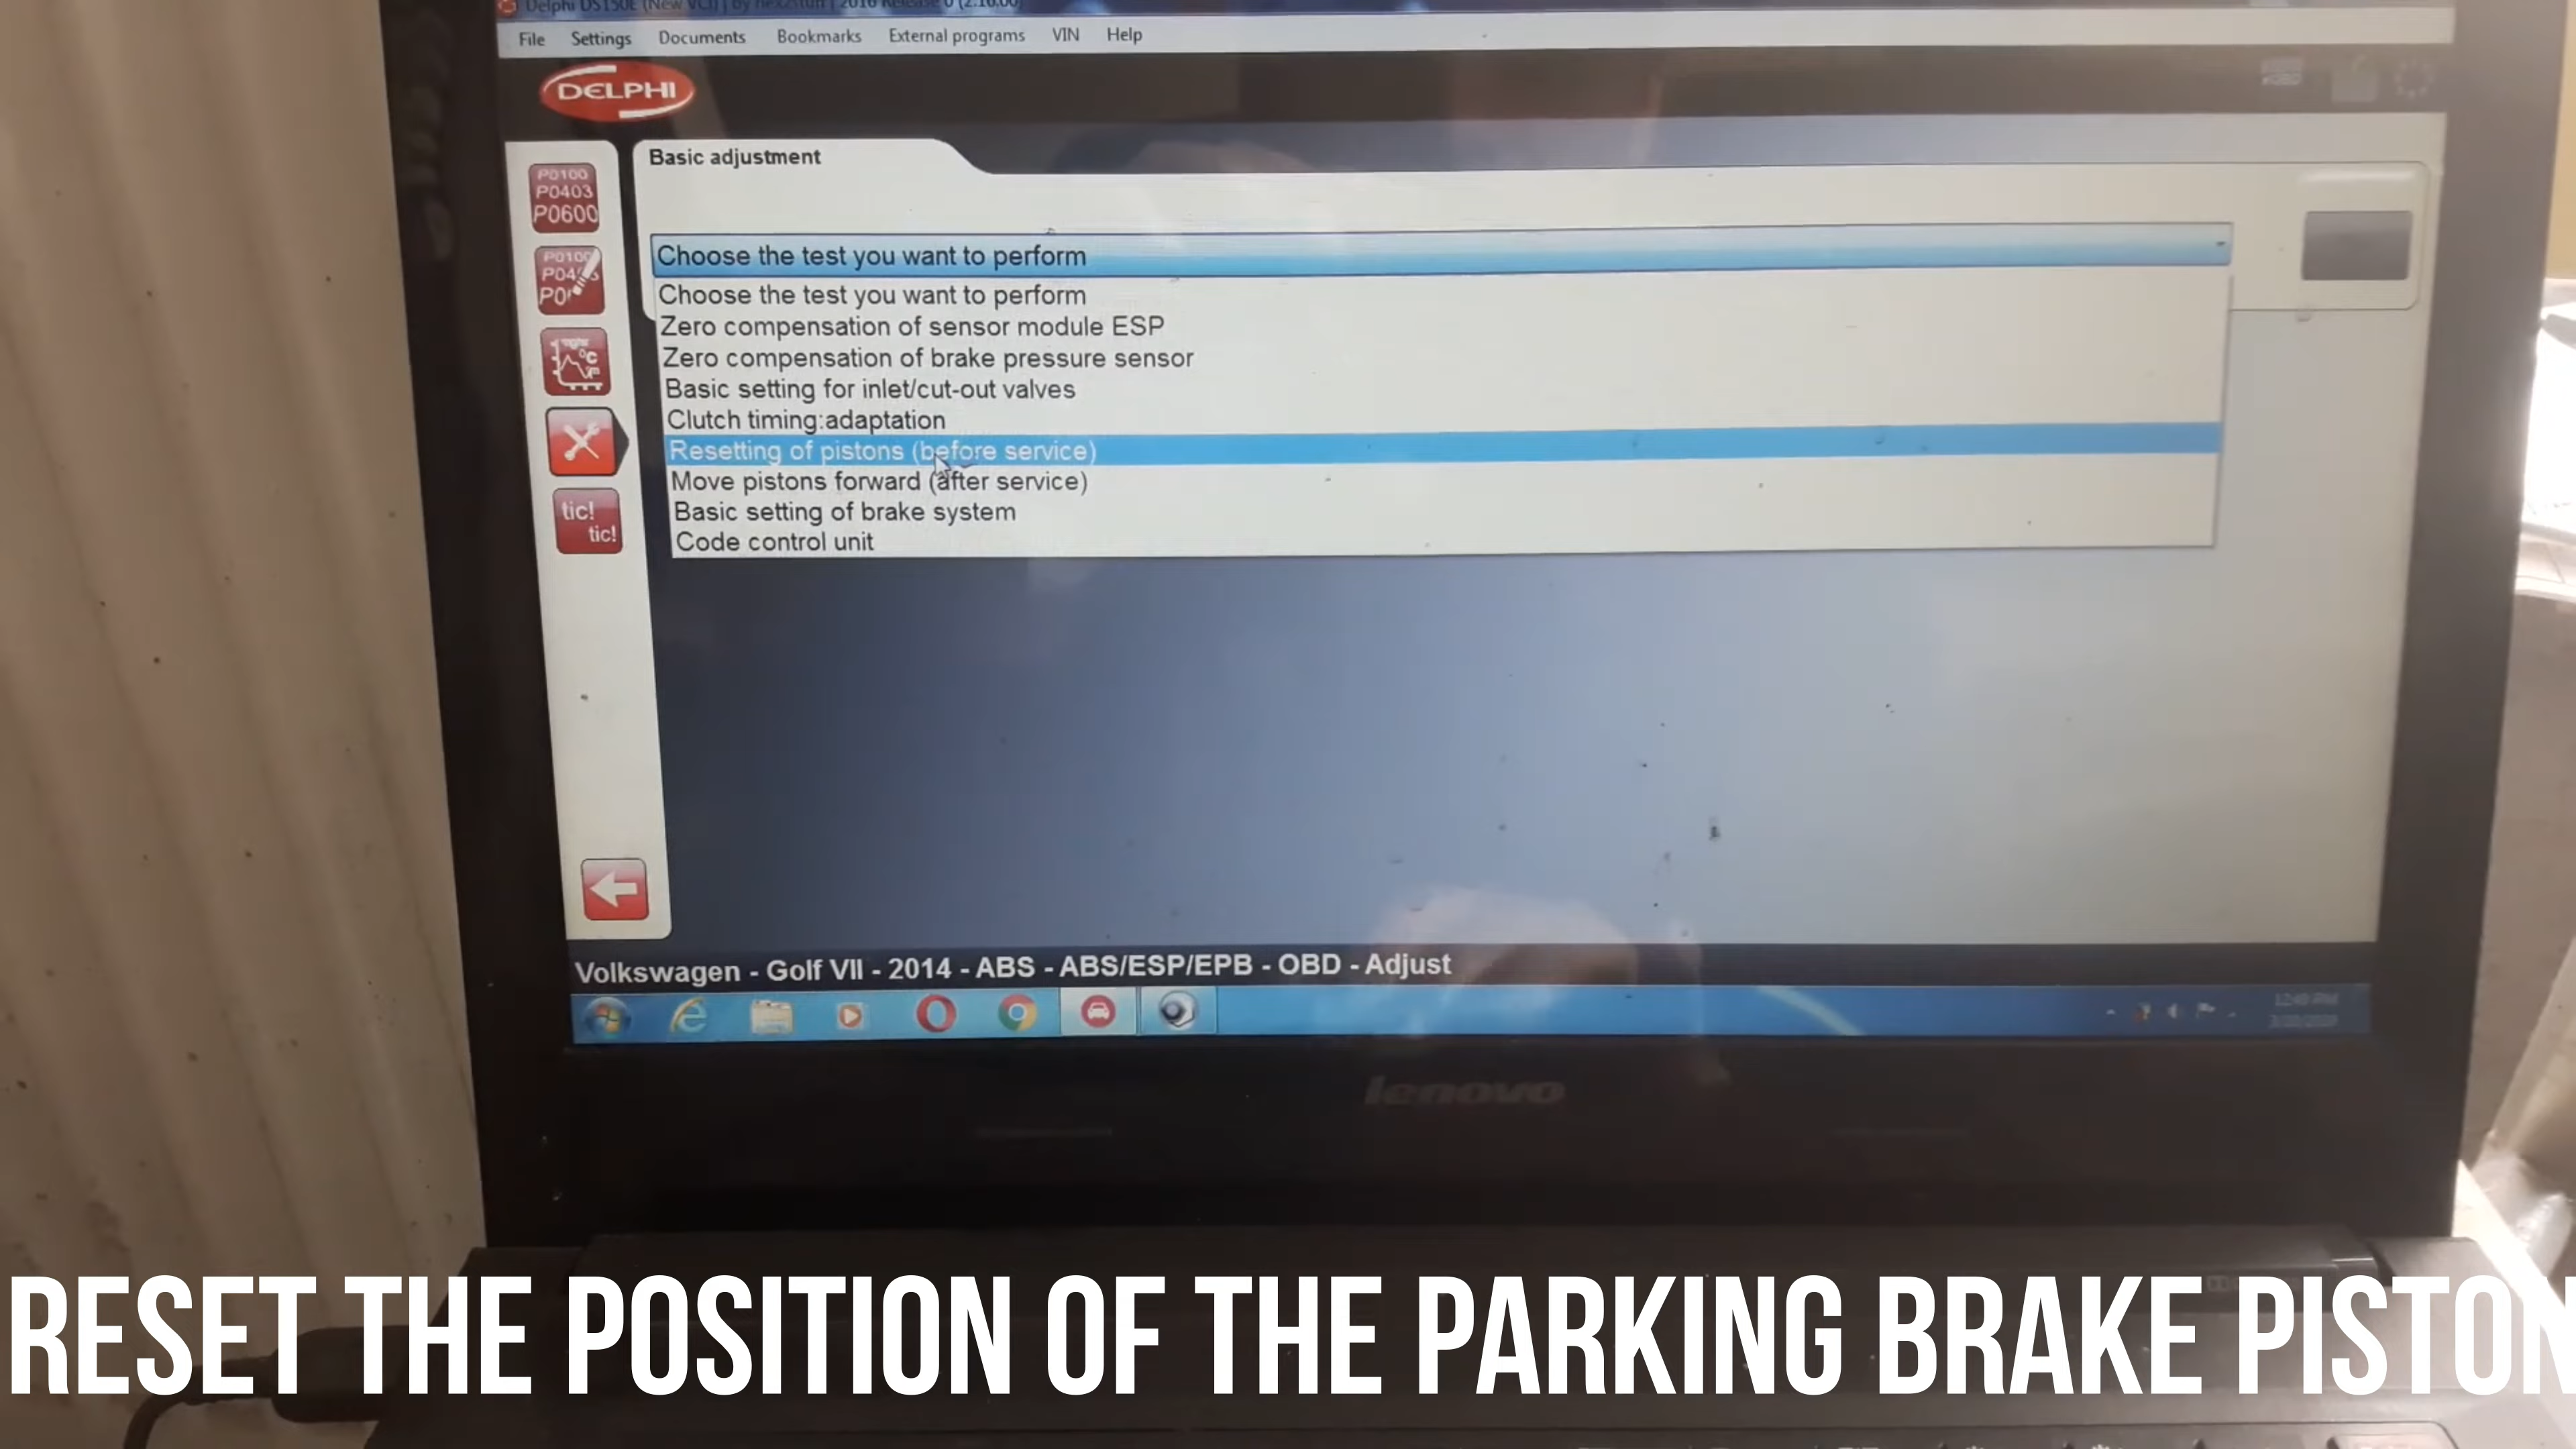 Delphi DS150E (New VCI) |
File Settings Documents Bookmarks External programs VIN Help
DELPHI
P0100
P0403
P0600
Basic adjustment
Choose the test you want to perform
Choose the test you want to perform
Zero compensation of sensor module ESP
Zero compensation of brake pressure sensor
Basic setting for inlet/cut-out valves
Clutch timing:adaptation
Resetting of pistons (before service)
Move pistons forward (after service)
Basic setting of brake system
Code control unit
tic!
tic!
Volkswagen - Golf VII - 2014 - ABS - ABS/ESP/EPB - OBD - Adjust
lenovo
RESET THE POSITION OF THE PARKING BRAKE PISTON